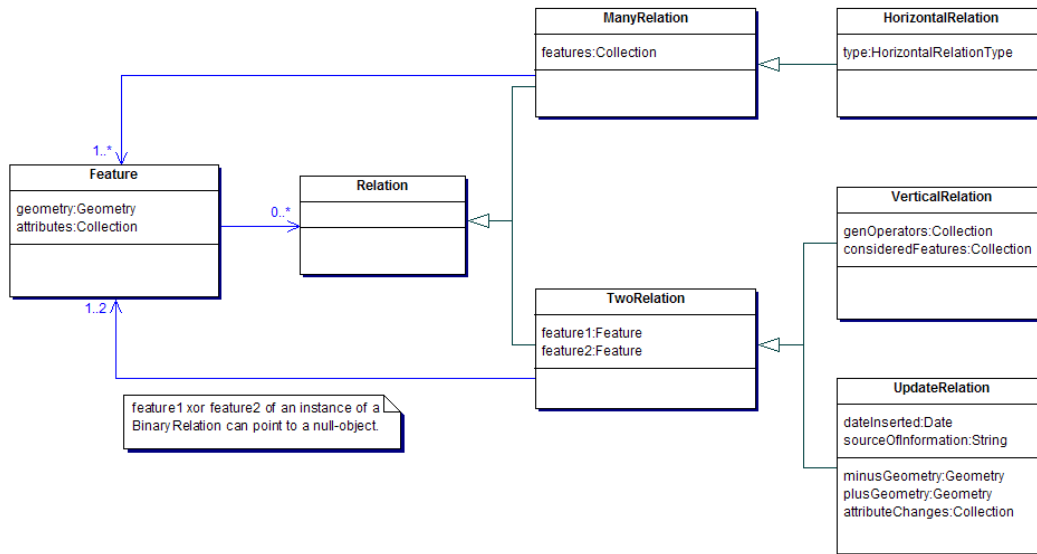 ManyRelation
features:Collection
HorizontalRelation
type:HorizontalRelationType
1..*
Feature
geometry:Geometry
attributes:Collection
0..*
Relation
VerticalRelation
genOperators:Collection
consideredFeatures:Collection
1..2
TwoRelation
feature1:Feature
feature2:Feature
feature1 xor feature2 of an instance of a
BinaryRelation can point to a null-object.
UpdateRelation
dateInserted:Date
sourceOfInformation:String
minusGeometry:Geometry
plusGeometry:Geometry
attributeChanges:Collection